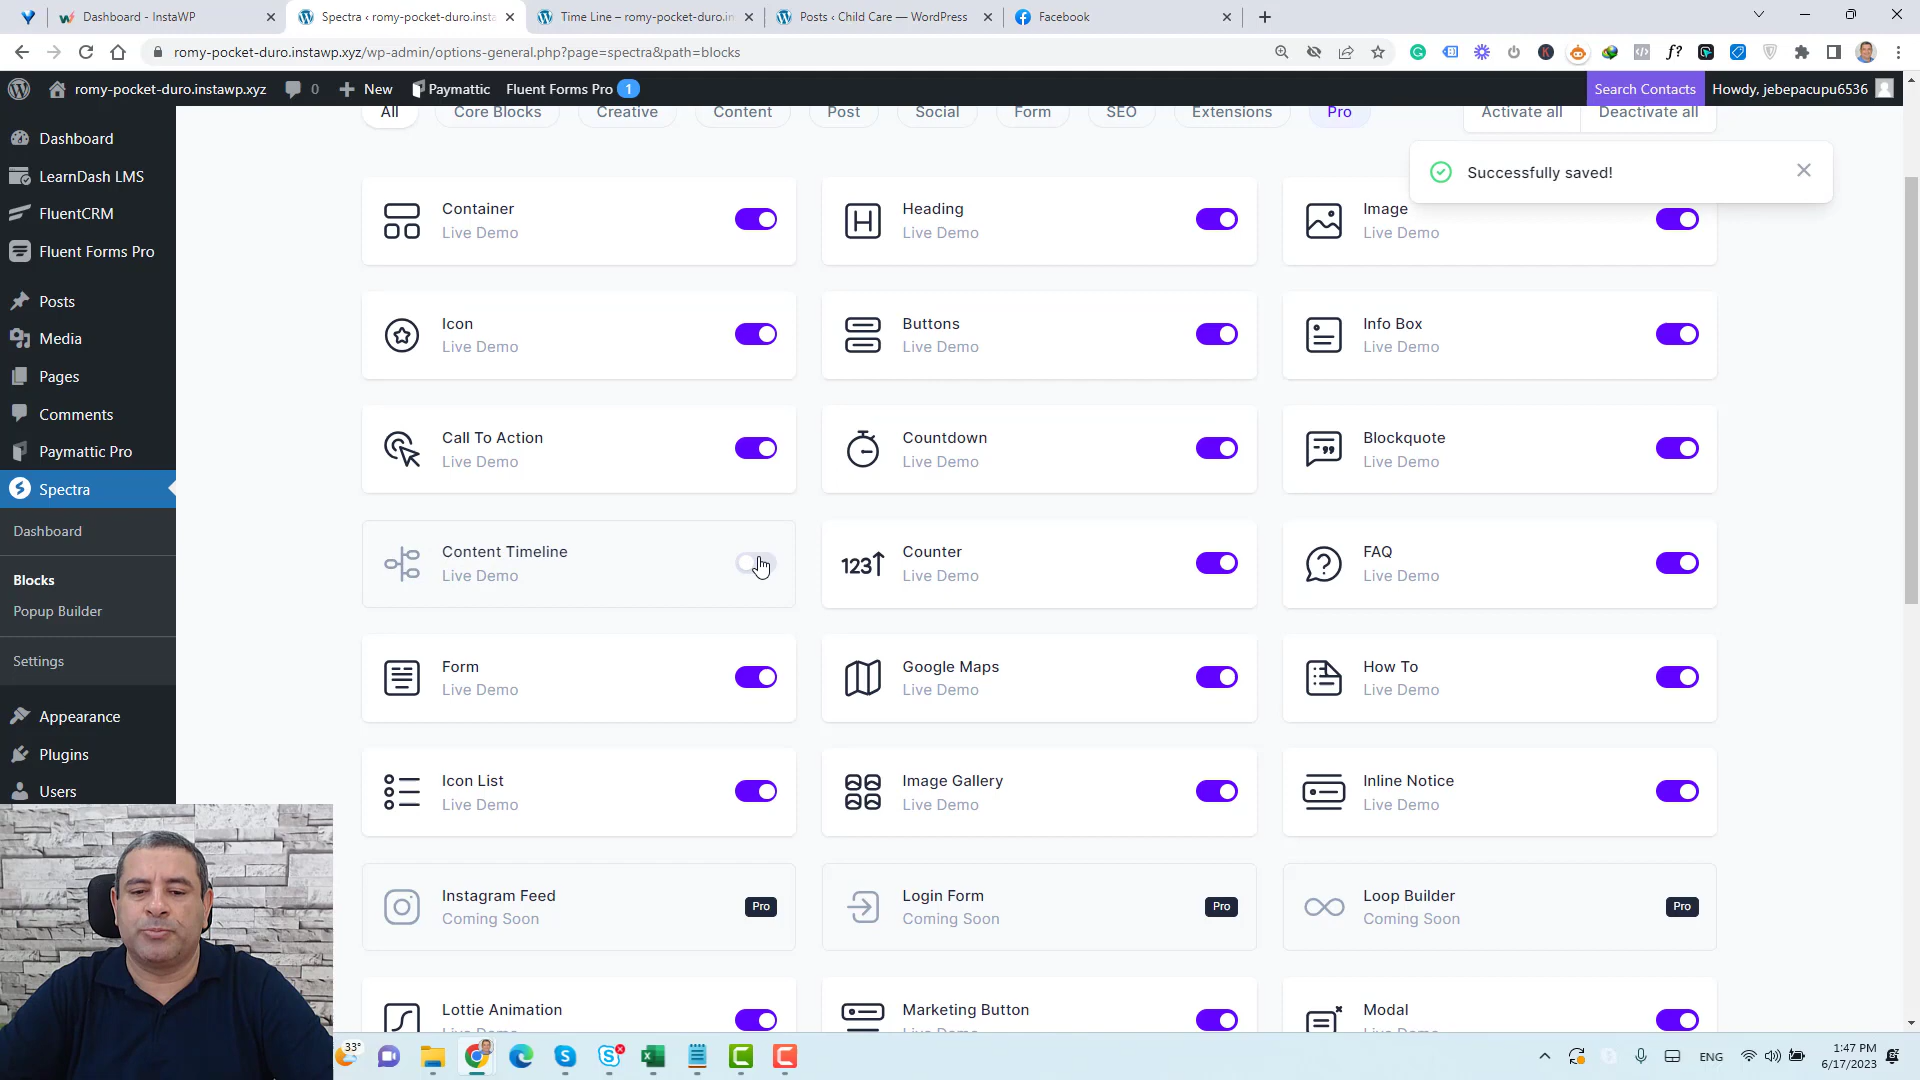 Dashboard - InstaWP
Spectra ‹ romy-pocket-duro.insta
Time Line – romy-pocket-duro.in
Posts ‹ Child Care — WordPress
Facebook
romy-pocket-duro.instawp.xyz/wp-admin/options-general.php?page=spectra&path=blocks
romy-pocket-duro.instawp.xyz
0
New
Paymattic
Fluent Forms Pro 1
Search Contacts
Howdy, jebepacupu6536
Dashboard
LearnDash LMS
FluentCRM
Fluent Forms Pro
Posts
Media
Pages
Comments
Paymattic Pro
Spectra
Dashboard
Blocks
Popup Builder
Settings
Appearance
Plugins
Users
All
Core Blocks
Creative
Content
Post
Social
Form
SEO
Extensions
Pro
Activate all
Deactivate all
Successfully saved!
Container
Live Demo
Heading
Live Demo
Image
Live Demo
Icon
Live Demo
Buttons
Live Demo
Info Box
Live Demo
Call To Action
Live Demo
Countdown
Live Demo
Blockquote
Live Demo
Content Timeline
Live Demo
123
Counter
Live Demo
FAQ
Live Demo
Form
Live Demo
Google Maps
Live Demo
How To
Live Demo
Icon List
Live Demo
Image Gallery
Live Demo
Inline Notice
Live Demo
Instagram Feed
Coming Soon
Pro
Login Form
Coming Soon
Pro
Loop Builder
Coming Soon
Pro
Lottie Animation
Live Demo
Marketing Button
Live Demo
Modal
Live Demo
33°
ENG
1:47 PM
6/17/2023